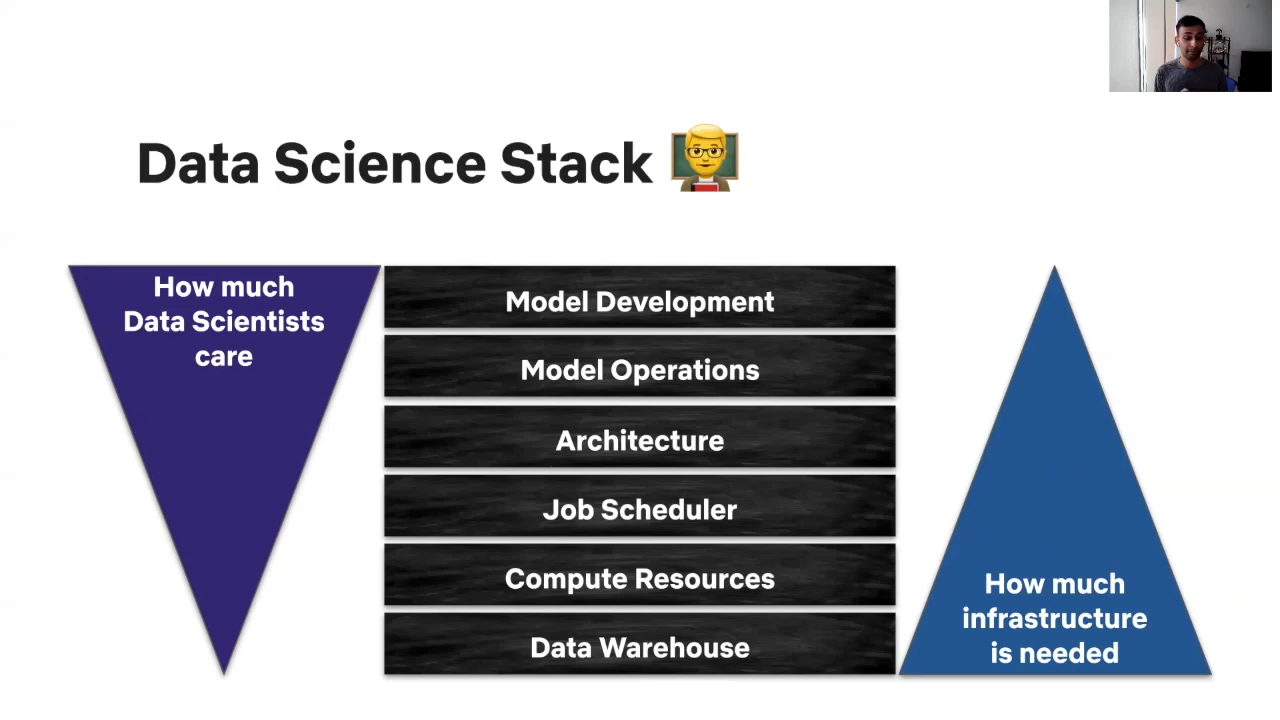 Data Science Stack
How much
Data Scientists
care
Model Development
Model Operations
Architecture
Job Scheduler
Compute Resources
Data Warehouse
How much
infrastructure
is needed